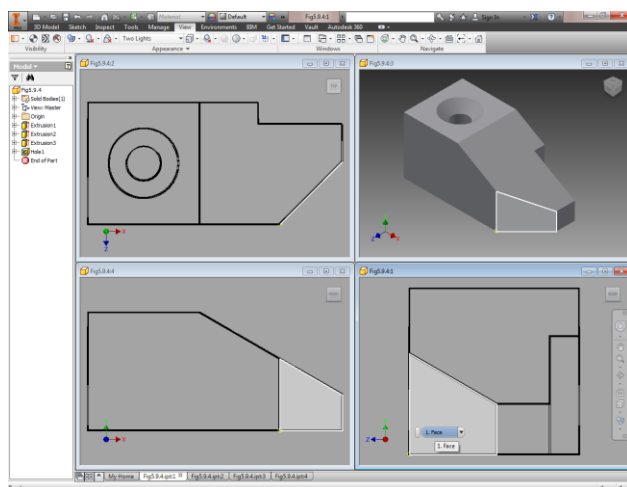 Material
Default
Fig5.9.4:1
Sign In
3D Model Sketch Inspect Tools Manage View Environments BIM Get Started Vault Autodesk 360
Two Lights
Visibility Appearance Windows Navigate
Model
Fig5.9.4
Solid Bodies(1)
View: Master
Origin
Extrusion1
Extrusion2
Extrusion3
Hole1
End of Part
Fig5.9.4:2
Fig5.9.4:3
X
Z
Fig5.9.4:4
Fig5.9.4:1
X
Z
1. Face
1. Face
My Home Fig5.9.4.ipt:1 Fig5.9.4.ipt:2 Fig5.9.4.ipt:3 Fig5.9.4.ipt:4